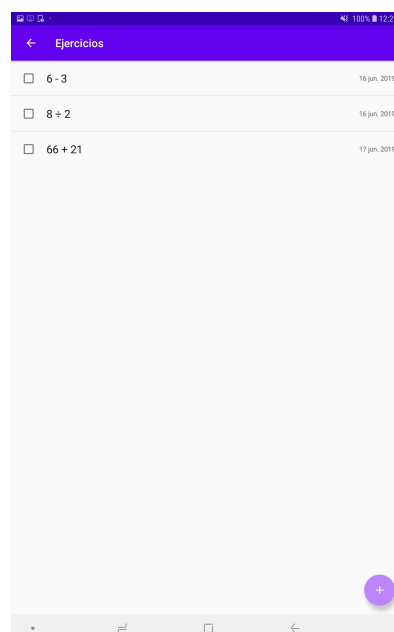 100% 12:2
Ejercicios
6 - 3
16 jun. 2019
8 ÷ 2
16 jun. 2019
66 + 21
17 jun. 2019
+